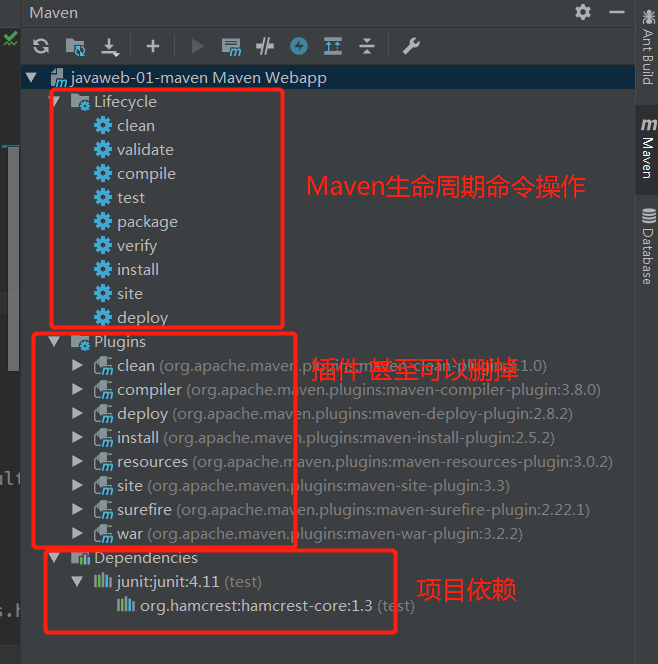 Maven
javaweb-01-maven Maven Webapp
Lifecycle
clean
validate
compile
test
package
verify
install
site
deploy
Maven生命周期命令操作
Plugins
clean (org.apache.maven.plugins:maven-clean-plugin:3.1.0)
插件 甚至可以删掉
compiler (org.apache.maven.plugins:maven-compiler-plugin:3.8.0)
deploy (org.apache.maven.plugins:maven-deploy-plugin:2.8.2)
install (org.apache.maven.plugins:maven-install-plugin:2.5.2)
resources (org.apache.maven.plugins:maven-resources-plugin:3.0.2)
site (org.apache.maven.plugins:maven-site-plugin:3.3)
surefire (org.apache.maven.plugins:maven-surefire-plugin:2.22.1)
war (org.apache.maven.plugins:maven-war-plugin:3.2.2)
Dependencies
junit:junit:4.11 (test)
org.hamcrest:hamcrest-core:1.3 (test)
项目依赖
Ant Build
m
Maven
Database
ult
s.h